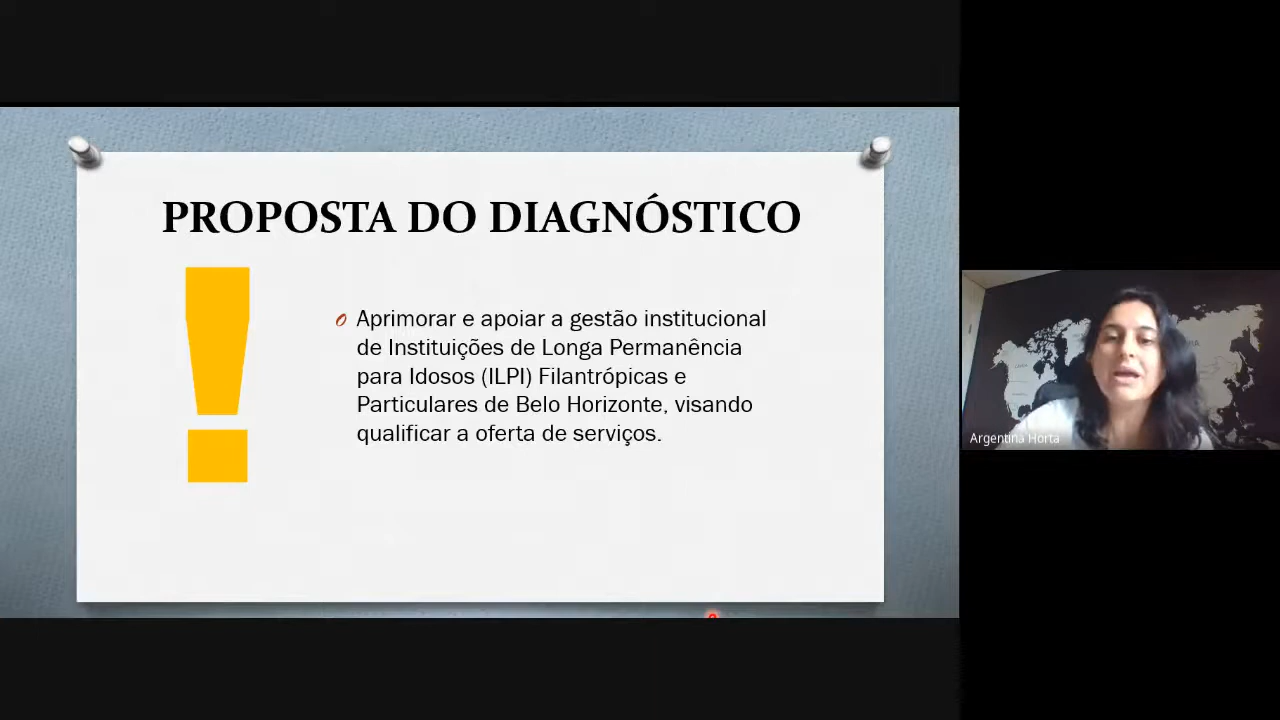 PROPOSTA DO DIAGNÓSTICO
Aprimorar e apoiar a gestão institucional
de Instituições de Longa Permanência
para Idosos (ILPI) Filantrópicas e
Particulares de Belo Horizonte, visando
qualificar a oferta de serviços.
Argentina Horta